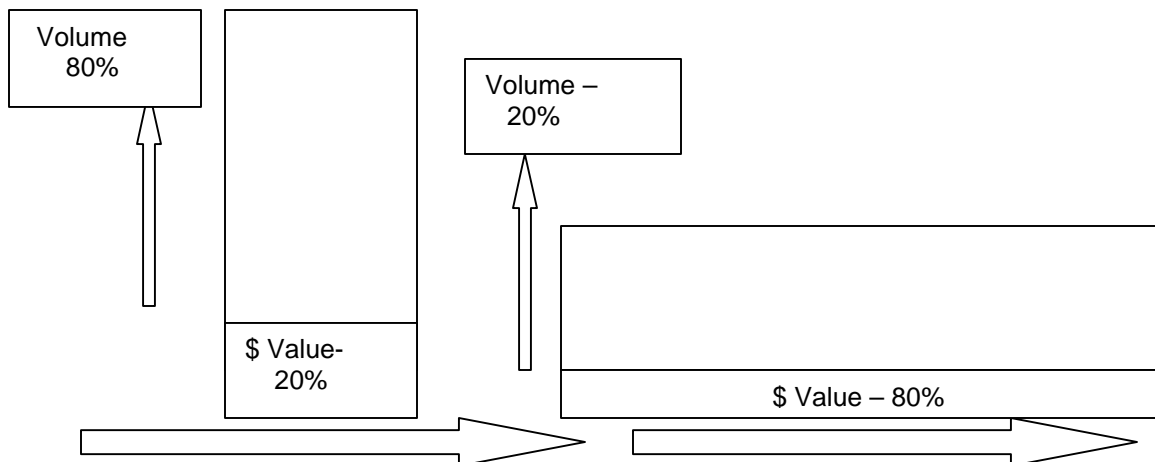 Volume
80%
Volume –
20%
$ Value-
20%
$ Value – 80%